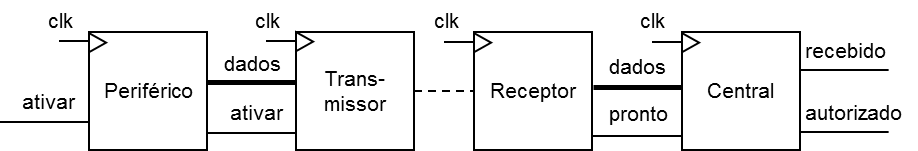 clk
clk
clk
clk
ativar
Periférico
dados
ativar
Trans-
missor
Receptor
dados
pronto
Central
recebido
autorizado